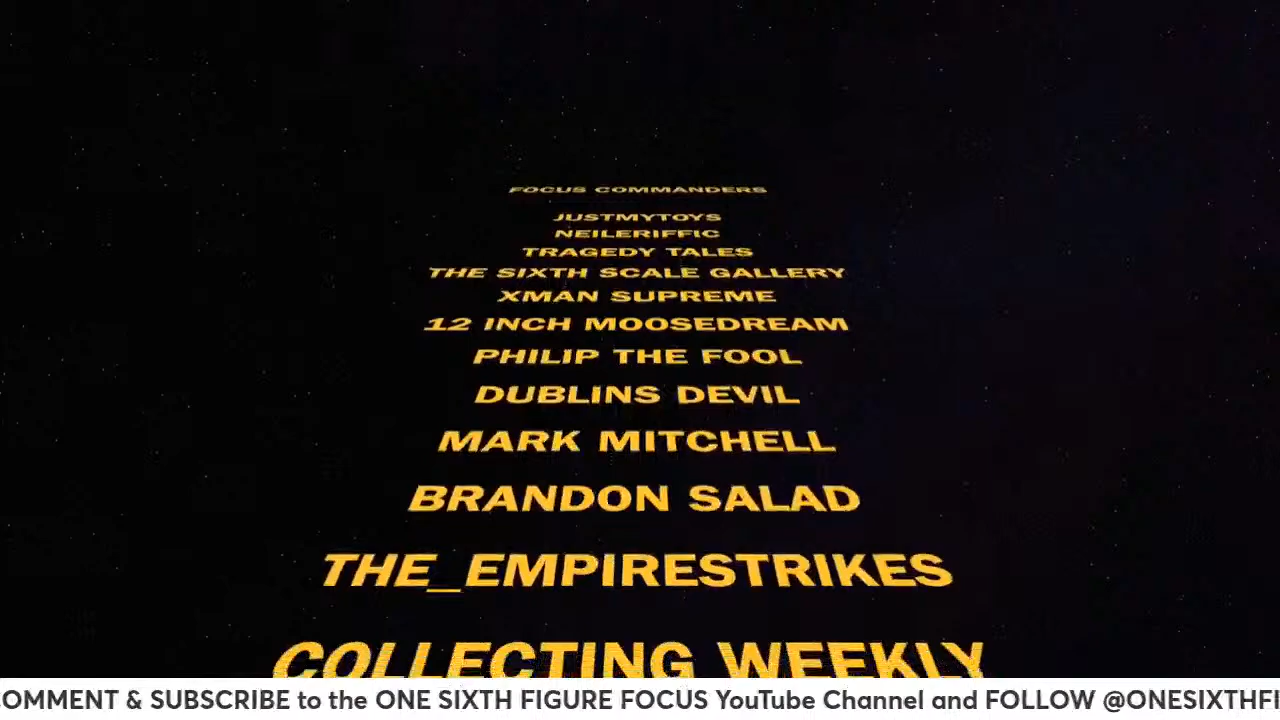 FOCUS COMMANDERS
JUSTMYTOYS
NEILERIFFIC
TRAGEDY TALES
THE SIXTH SCALE GALLERY
XMAN SUPREME
12 INCH MOOSEDREAM
PHILIP THE FOOL
DUBLINS DEVIL
MARK MITCHELL
BRANDON SALAD
THE_EMPIRESTRIKES
COLLECTING WEEKLY
OMMENT & SUBSCRIBE to the ONE SIXTH FIGURE FOCUS YouTube Channel and FOLLOW @ONESIXTHFI